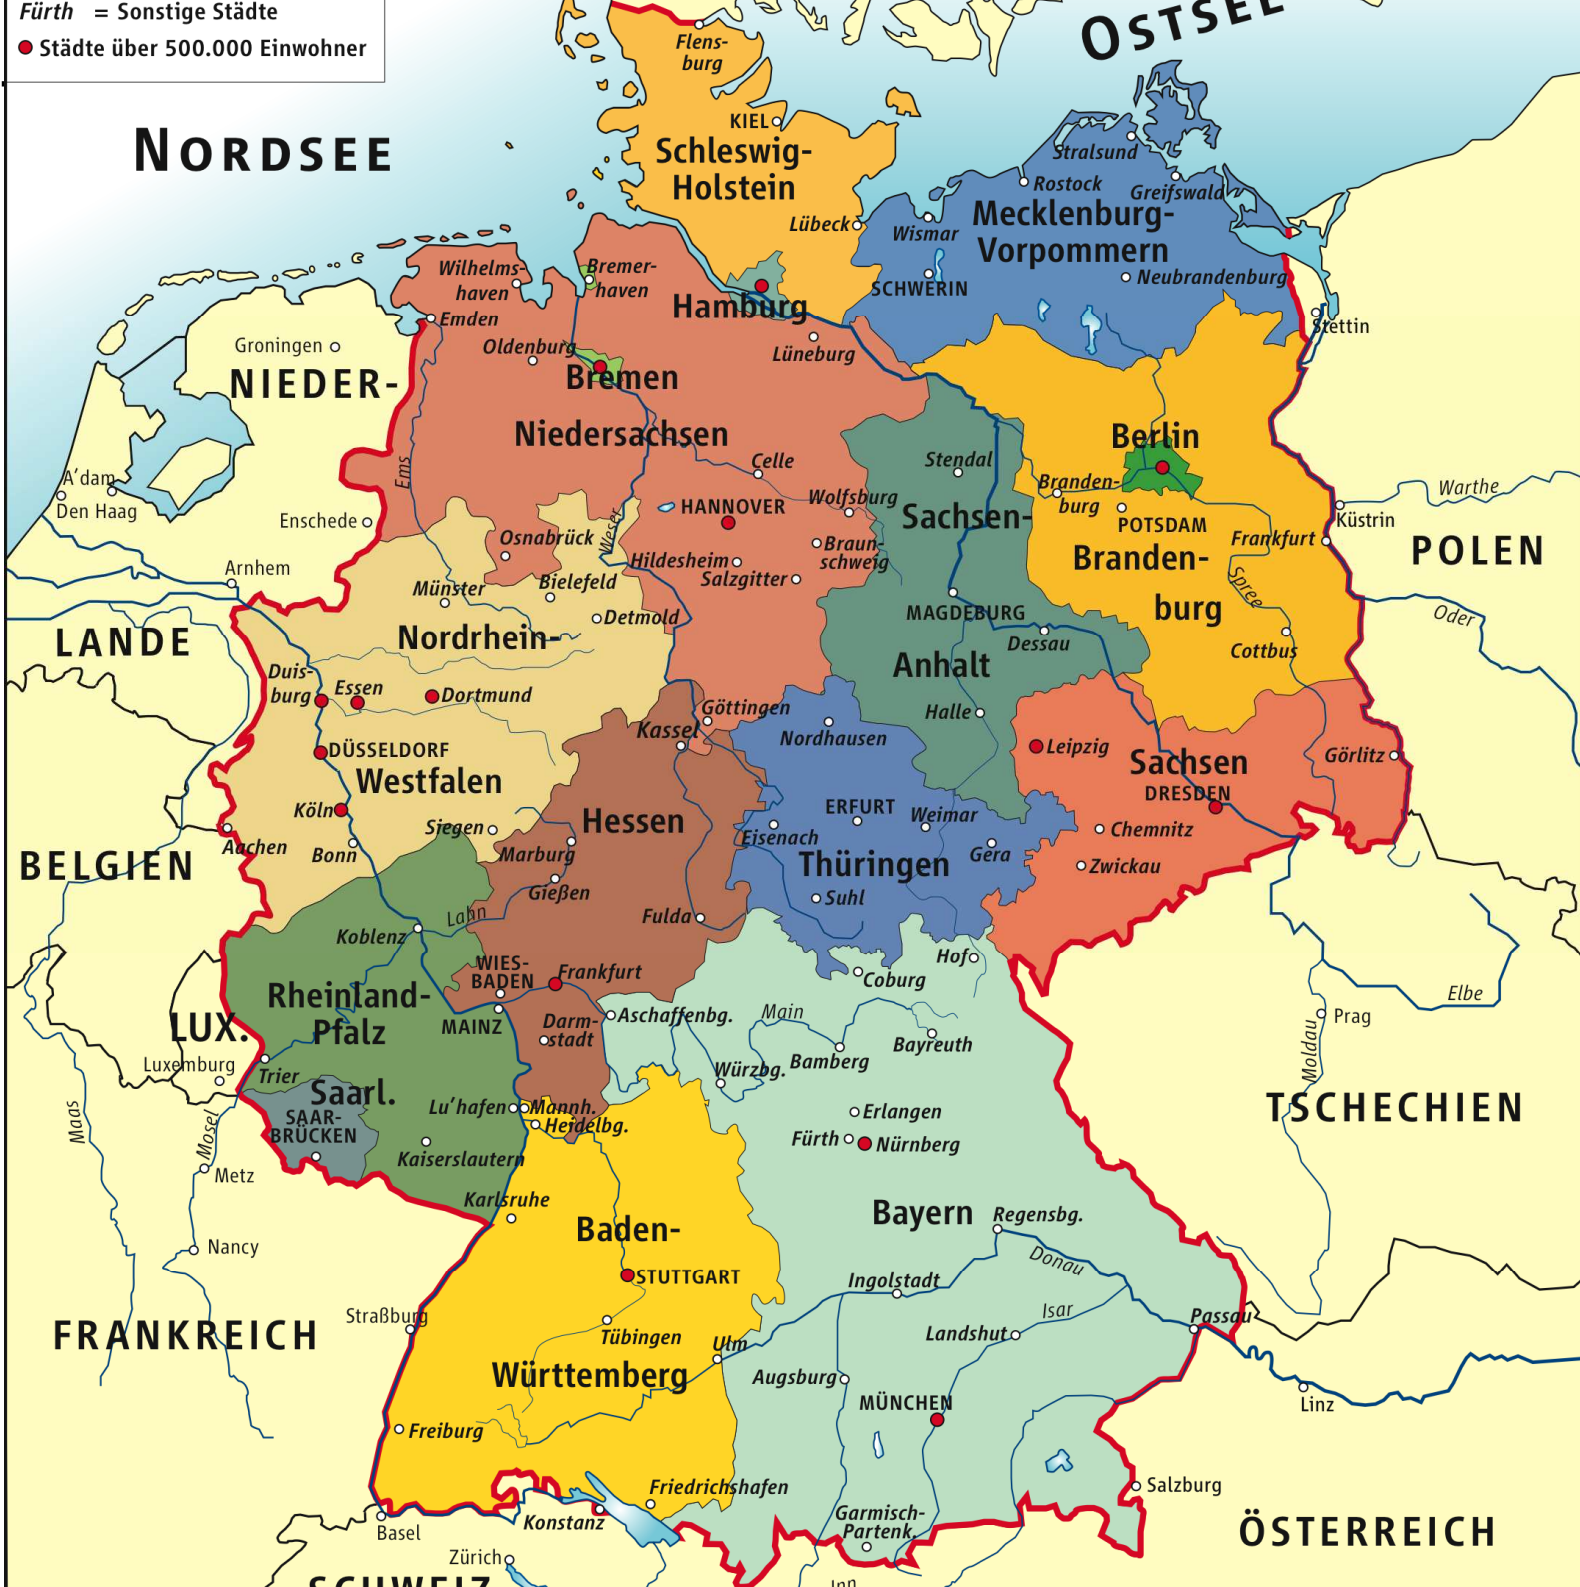 Fürth = Sonstige Städte
Städte über 500.000 Einwohner
OSTSEE
NORDSEE
Flens-
burg
KIEL
Schleswig-
Holstein
Lübeck
Stralsund
Rostock
Greifswald
Wismar
Mecklenburg-
Vorpommern
SCHWERIN
Neubrandenburg
Stettin
Wilhelms-
haven
Bremer-
haven
Hamburg
Emden
Lüneburg
Oldenburg
Bremen
Groningen
NIEDER-
Niedersachsen
Berlin
Ems
Celle
Stendal
Branden-
burg
POTSDAM
A'dam
Den Haag
Enschede
HANNOVER
Wolfsburg
Sachsen-
Warthe
Küstrin
Osnabrück
Weser
Hildesheim
Braun-
schweig
Salzgitter
Frankfurt
Branden-
burg
POLEN
Arnhem
Münster
Bielefeld
Detmold
MAGDEBURG
Dessau
Spree
Oder
Cottbus
LANDE
Nordrhein-
Anhalt
Duis-
burg
Essen
Dortmund
Göttingen
Kassel
Nordhausen
Halle
Leipzig
Sachsen
DRESDEN
Görlitz
DÜSSELDORF
Westfalen
Köln
Siegen
Hessen
ERFURT
Weimar
Chemnitz
Aachen
Bonn
Marburg
Eisenach
Thüringen
Gera
Zwickau
BELGIEN
Gießen
Suhl
Lahn
Fulda
Koblenz
Hof
WIES-
BADEN
Frankfurt
Coburg
Rheinland-
Pfalz
Elbe
MAINZ
Darm-
stadt
Aschaffenbg.
Main
Prag
LUX.
Bayreuth
Bamberg
Moldau
Luxemburg
Trier
Würzbg.
Saarl.
SAAR-
BRÜCKEN
Lu'hafen
Mannh.
Heidelbg.
Erlangen
Fürth
Nürnberg
TSCHECHIEN
Maas
Mosel
Kaiserslautern
Metz
Karlsruhe
Baden-
Bayern
Regensbg.
Nancy
Donau
STUTTGART
Ingolstadt
Isar
Straßburg
Passau
FRANKREICH
Tübingen
Ulm
Landshut
Württemberg
Augsburg
MÜNCHEN
Linz
Freiburg
Friedrichshafen
Salzburg
Garmisch-
Partenk.
Konstanz
Basel
ÖSTERREICH
Zürich
SCHWEIZ
Inn